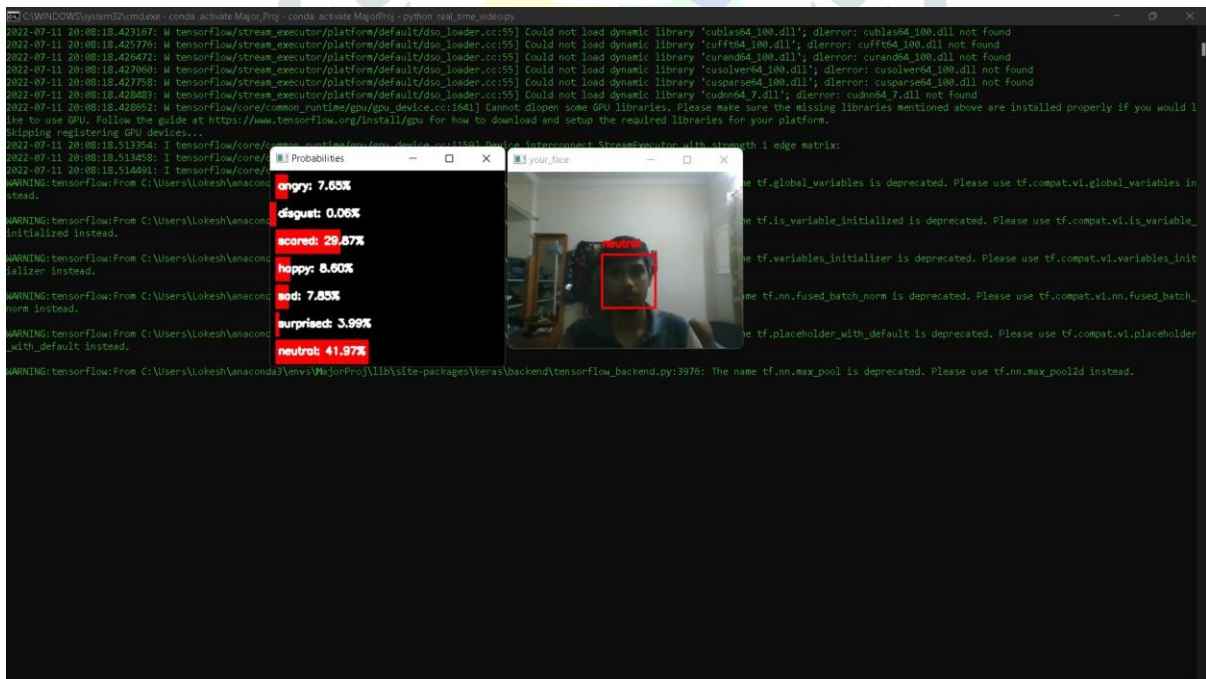 C:\WINDOWS\system32\cmd.exe - conda activate Major_Proj - conda activate MajorProj - python real_time_video.py
2022-07-11 20:08:18.423167: W tensorflow/stream_executor/platform/default/dso_loader.cc:55] Could not load dynamic library 'cublas64_100.dll'; dlerror: cublas64_100.dll not found
2022-07-11 20:08:18.425776: W tensorflow/stream_executor/platform/default/dso_loader.cc:55] Could not load dynamic library 'cufft64_100.dll'; dlerror: cufft64_100.dll not found
2022-07-11 20:08:18.426472: W tensorflow/stream_executor/platform/default/dso_loader.cc:55] Could not load dynamic library 'curand64_100.dll'; dlerror: curand64_100.dll not found
2022-07-11 20:08:18.427060: W tensorflow/stream_executor/platform/default/dso_loader.cc:55] Could not load dynamic library 'cusolver64_100.dll'; dlerror: cusolver64_100.dll not found
2022-07-11 20:08:18.427758: W tensorflow/stream_executor/platform/default/dso_loader.cc:55] Could not load dynamic library 'cusparse64_100.dll'; dlerror: cusparse64_100.dll not found
2022-07-11 20:08:18.428483: W tensorflow/stream_executor/platform/default/dso_loader.cc:55] Could not load dynamic library 'cudnn64_7.dll'; dlerror: cudnn64_7.dll not found
2022-07-11 20:08:18.428652: W tensorflow/core/common_runtime/gpu/gpu_device.cc:1641] Cannot dlopen some GPU libraries. Please make sure the missing libraries mentioned above are installed properly if you would l
ike to use GPU. Follow the guide at https://www.tensorflow.org/install/gpu for how to download and setup the required libraries for your platform.
Skipping registering GPU devices...
2022-07-11 20:08:18.513354: I tensorflow/core/common_runtime/gpu/gpu_device.cc:1159] Device interconnect StreamExecutor with strength 1 edge matrix:
2022-07-11 20:08:18.513458: I tensorflow/core/
2022-07-11 20:08:18.514491: I tensorflow/core/
WARNING:tensorflow:From C:\Users\Lokesh\anacond me tf.global_variables is deprecated. Please use tf.compat.v1.global_variables in
stead.
WARNING:tensorflow:From C:\Users\Lokesh\anacond me tf.is_variable_initialized is deprecated. Please use tf.compat.v1.is_variable_
initialized instead.
WARNING:tensorflow:From C:\Users\Lokesh\anacond me tf.variables_initializer is deprecated. Please use tf.compat.v1.variables_init
ializer instead.
WARNING:tensorflow:From C:\Users\Lokesh\anacond me tf.nn.fused_batch_norm is deprecated. Please use tf.compat.v1.nn.fused_batch_
norm instead.
WARNING:tensorflow:From C:\Users\Lokesh\anacond me tf.placeholder_with_default is deprecated. Please use tf.compat.v1.placeholder
_with_default instead.
WARNING:tensorflow:From C:\Users\Lokesh\anaconda3\envs\MajorProj\lib\site-packages\keras\backend\tensorflow_backend.py:3976: The name tf.nn.max_pool is deprecated. Please use tf.nn.max_pool2d instead.
Probabilities
angry: 7.65%
disgust: 0.06%
scared: 29.87%
happy: 8.60%
sad: 7.85%
surprised: 3.99%
neutral: 41.97%
your_face
neutral